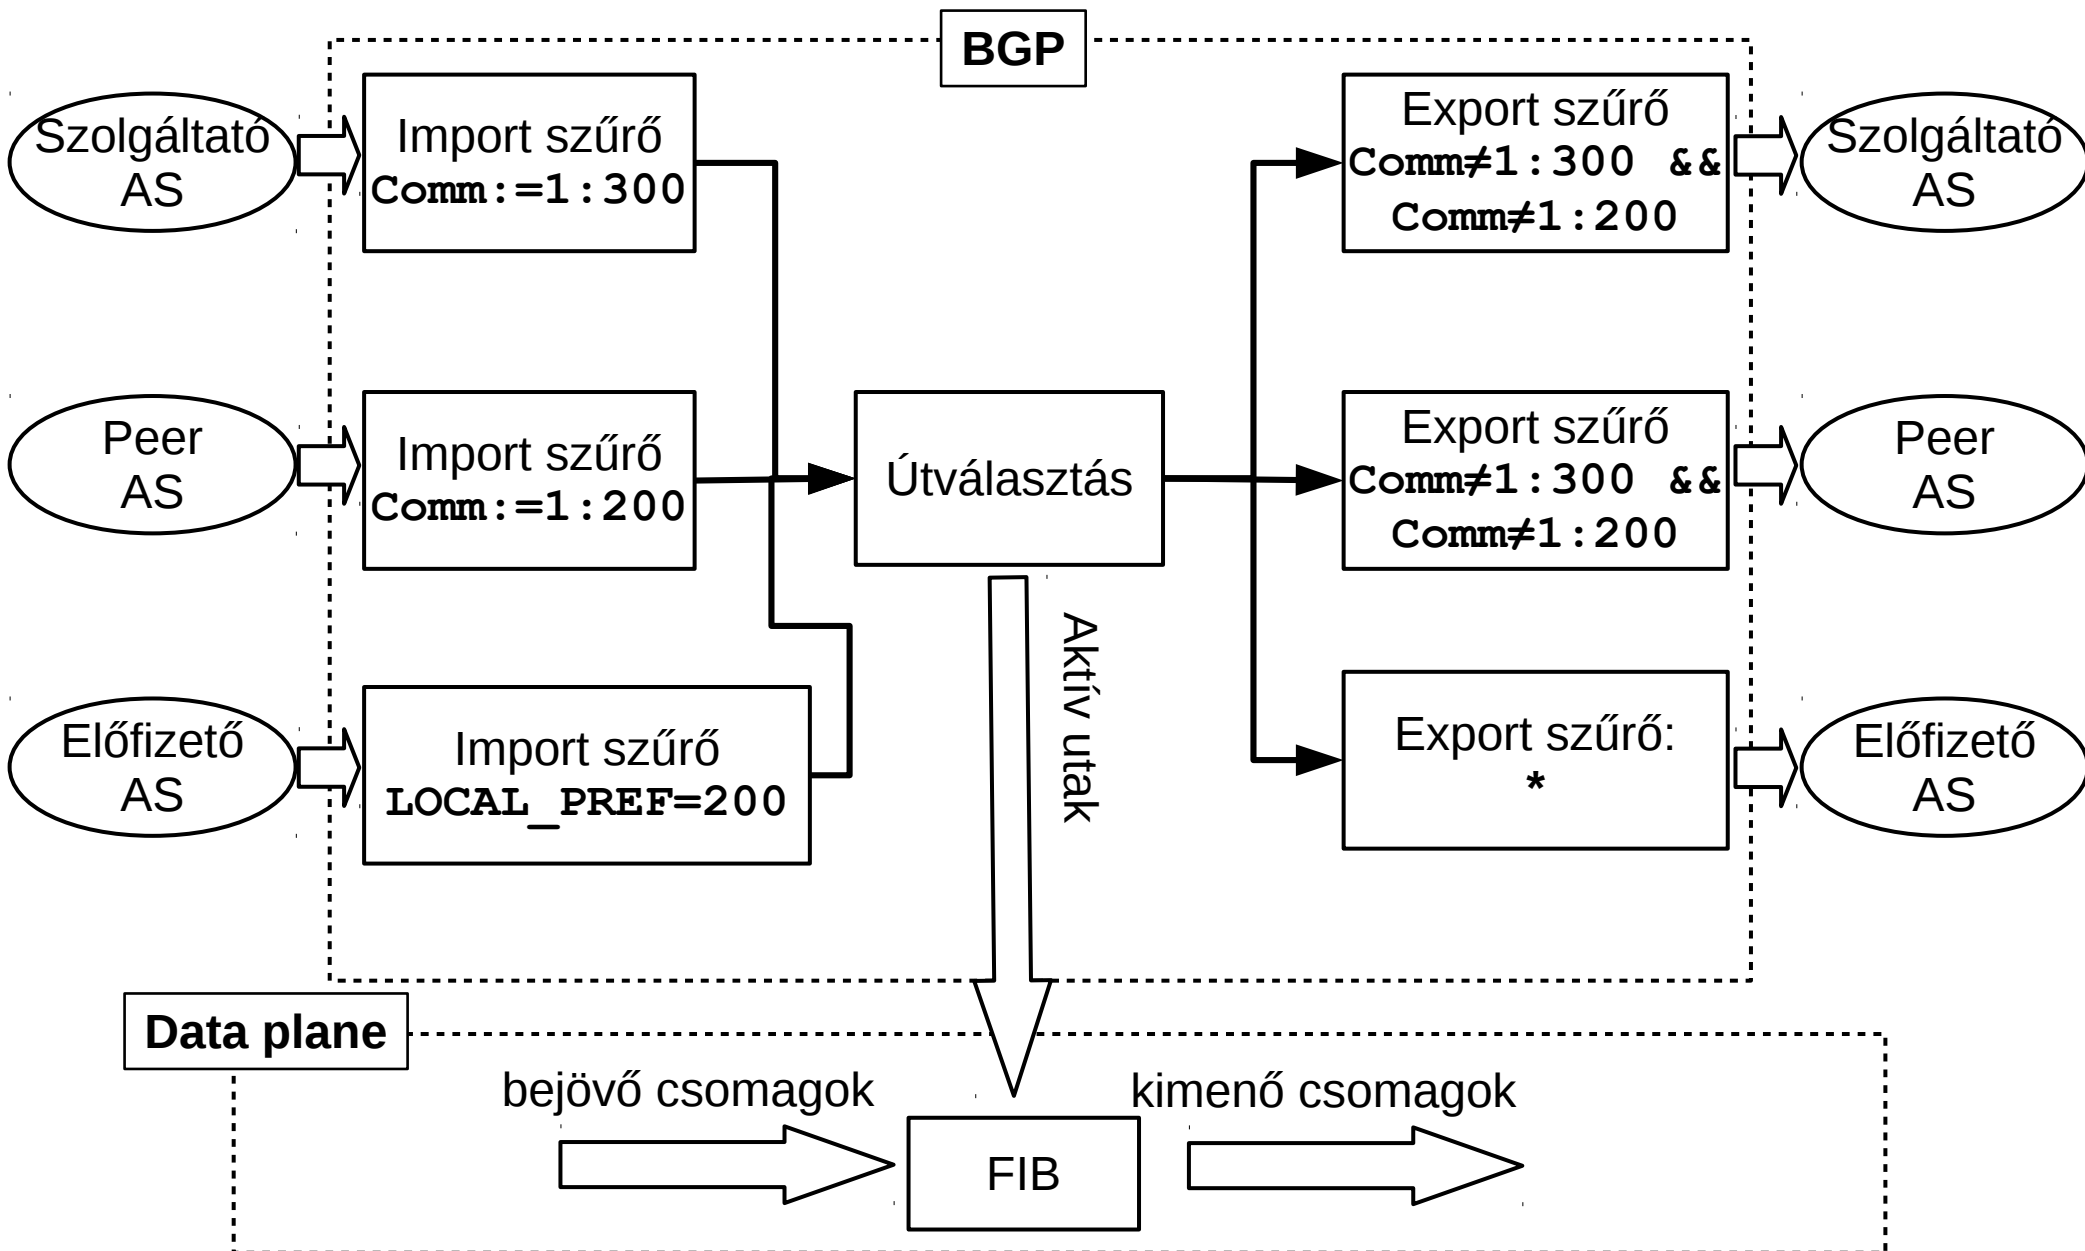 BGP
Szolgáltató
AS
Import szűrő
Comm:=1:300
Export szűrő
Comm≠1:300 &&
Comm≠1:200
Szolgáltató
AS
Peer
AS
Import szűrő
Comm:=1:200
Útválasztás
Export szűrő
Comm≠1:300 &&
Comm≠1:200
Peer
AS
Aktív utak
Előfizető
AS
Import szűrő
LOCAL_PREF=200
Export szűrő:
*
Előfizető
AS
Data plane
bejövő csomagok
kimenő csomagok
FIB